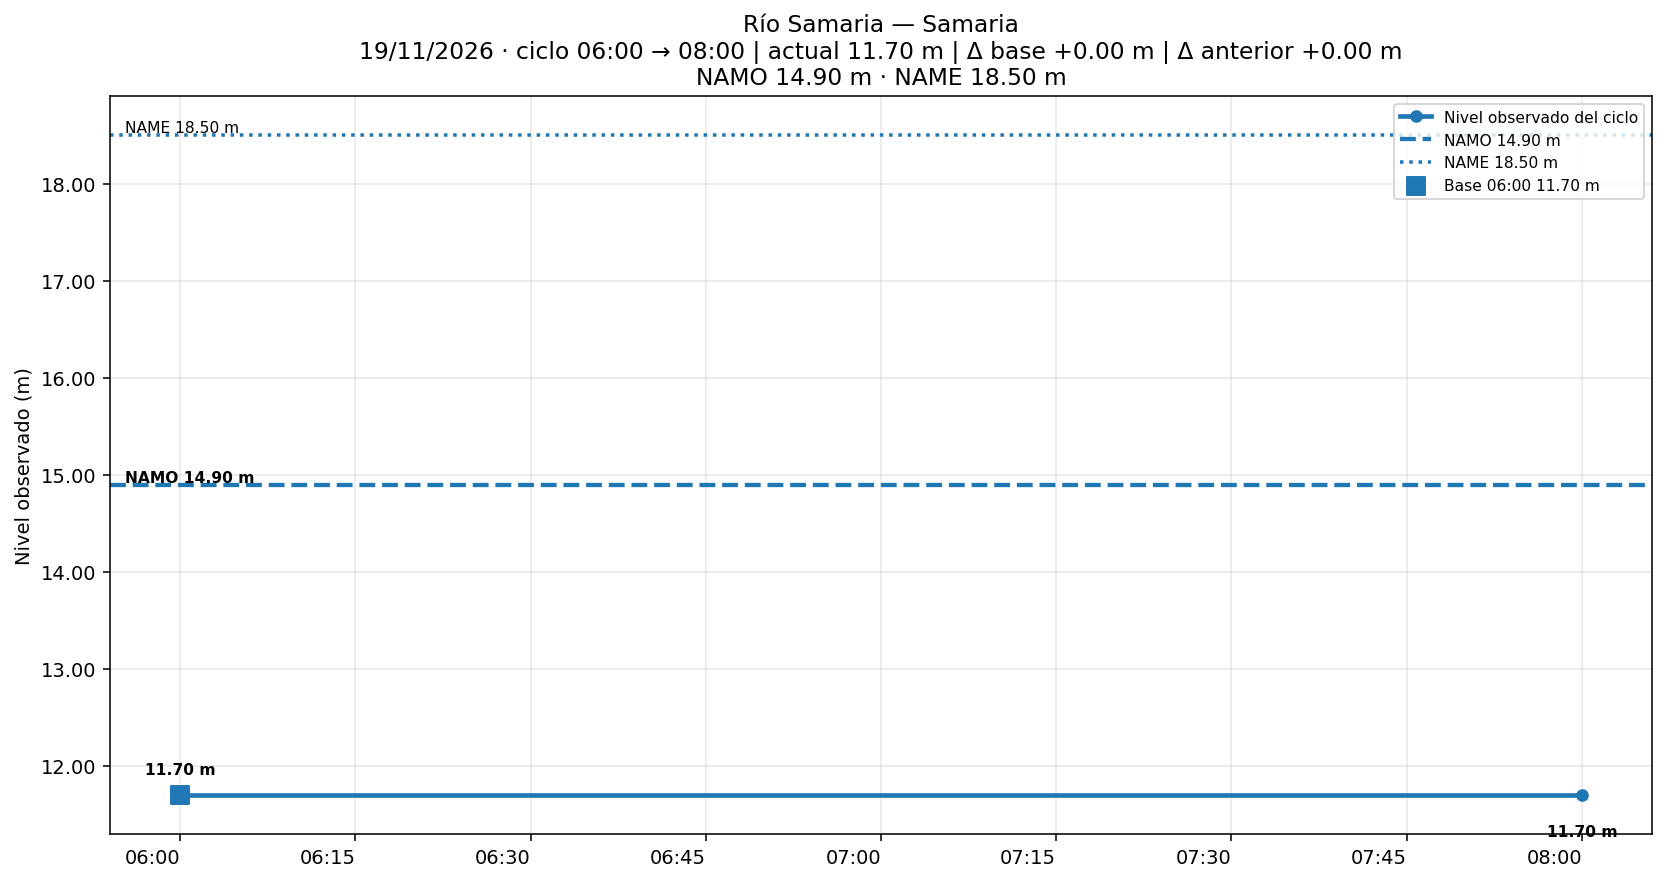 Río Samaria — Samaria
19/11/2026 · ciclo 06:00 → 08:00 | actual 11.70 m | Δ base +0.00 m | Δ anterior +0.00 m
NAMO 14.90 m · NAME 18.50 m
NAME 18.50 m
Nivel observado del ciclo
NAMO 14.90 m
NAME 18.50 m
Base 06:00 11.70 m
18.00
17.00
16.00
NAMO 14.90 m
15.00
14.00
13.00
12.00
Nivel observado (m)
11.70 m
11.70 m
06:00 06:15 06:30 06:45 07:00 07:15 07:30 07:45 08:00